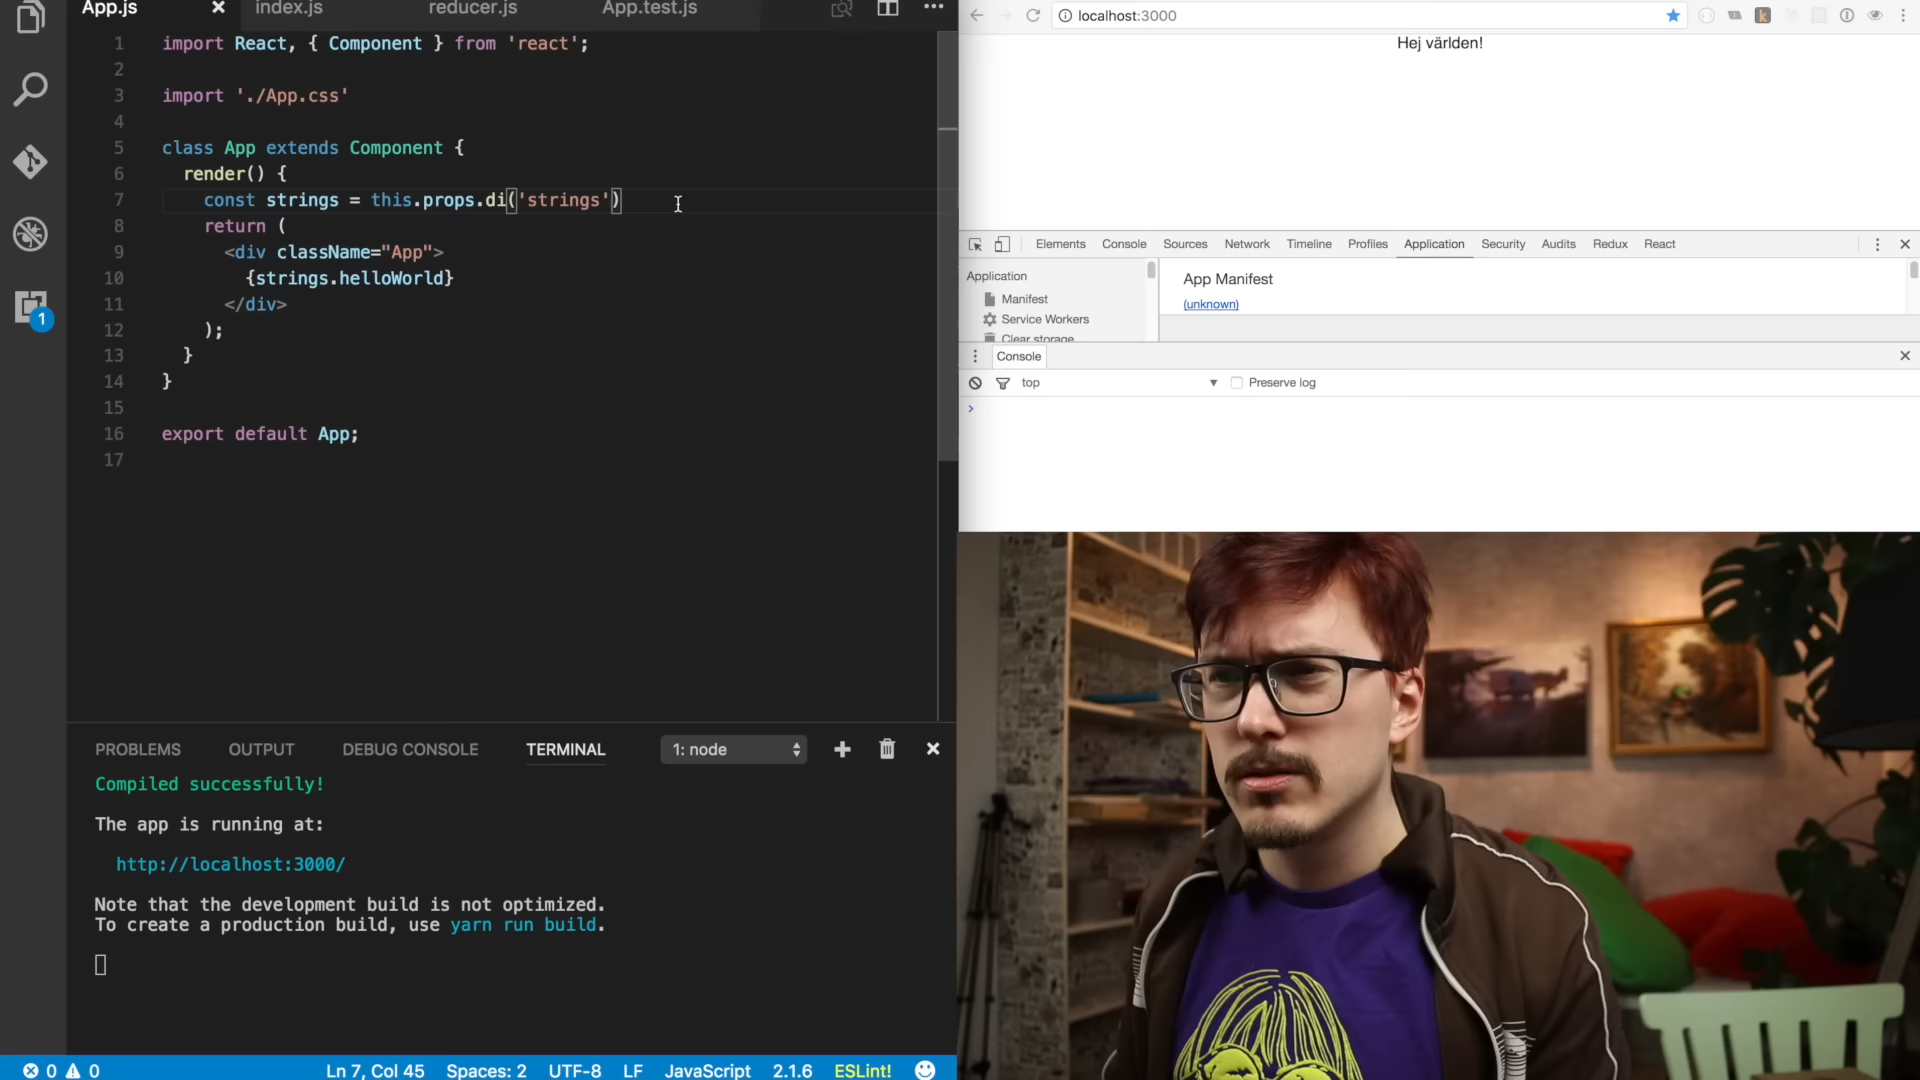 App.js
index.js
reducer.js
App.test.js
1 import React, { Component } from 'react';
2
3 import './App.css'
4
5 class App extends Component {
6 render() {
7 const strings = this.props.di('strings')
8 return (
9 <div className="App">
10 {strings.helloWorld}
11 </div>
12 );
13 }
14 }
15
16 export default App;
17
1
PROBLEMS OUTPUT DEBUG CONSOLE TERMINAL 1: node
Compiled successfully!
The app is running at:
http://localhost:3000/
Note that the development build is not optimized.
To create a production build, use yarn run build.
0 0 Ln 7, Col 45 Spaces: 2 UTF-8 LF JavaScript 2.1.6 ESLint!
localhost:3000
Hej världen!
Elements Console Sources Network Timeline Profiles Application Security Audits Redux React
Application
Manifest
Service Workers
Clear storage
App Manifest
(unknown)
Console
top Preserve log